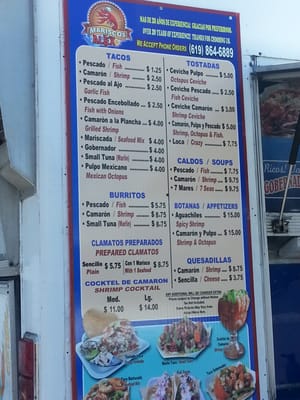 MARISCOS
MAS DE 20 AÑOS DE EXPERIENCIA! GRACIAS POR PREFERIRNOS.
OVER 20 YEARS OF EXPERIENCE! THANKS FOR CHOOSING US.
WE ACCEPT PHONE ORDERS (619) 864-6889
TACOS
• Pescado / Fish $1.25
• Camarón / Shrimp $2.50
• Pescado al Ajo $2.50
Garlic Fish
• Pescado Encebollado $2.50
Fish with Onions
• Camarón a la Plancha $4.00
Grilled Shrimp
• Mariscada / Seafood Mix $4.00
• Gobernador $4.00
• Small Tuna (Marlin) $4.00
• Pulpo Mexicano $4.00
Mexican Octopus
BURRITOS
• Pescado / Fish $5.75
• Camarón / Shrimp $5.75
• Small Tuna (Marlin) $5.75
CLAMATOS PREPARADOS
PREPARED CLAMATOS
Sencillo $5.75
Plain
Con 1 Marisco $6.75
With 1 Seafood
COCKTEL DE CAMARON
SHRIMP COCKTAIL
Med. Lg.
$11.00 $14.00
TOSTADAS
• Ceviche Pulpo $5.00
Octopus Ceviche
• Ceviche Pescado $2.50
Fish Ceviche
• Ceviche Camarón $3.00
Shrimp Ceviche
• Camarón, Pulpo y Pescado $5.00
Shrimp, Octopus & Fish.
• Loca / Crazy $7.75
CALDOS / SOUPS
• Pescado / Fish $7.75
• Camarón / Shrimp $9.75
• 7 Mares / 7 Seas $9.75
BOTANAS / APPETIZERS
• Aguachiles $15.00
Spicy Shrimp
• Camarón y Pulpo $15.00
Shrimp & Octopus
QUESADILLAS
• Camarón / Shrimp $5.75
• Sencilla / Cheese $3.75